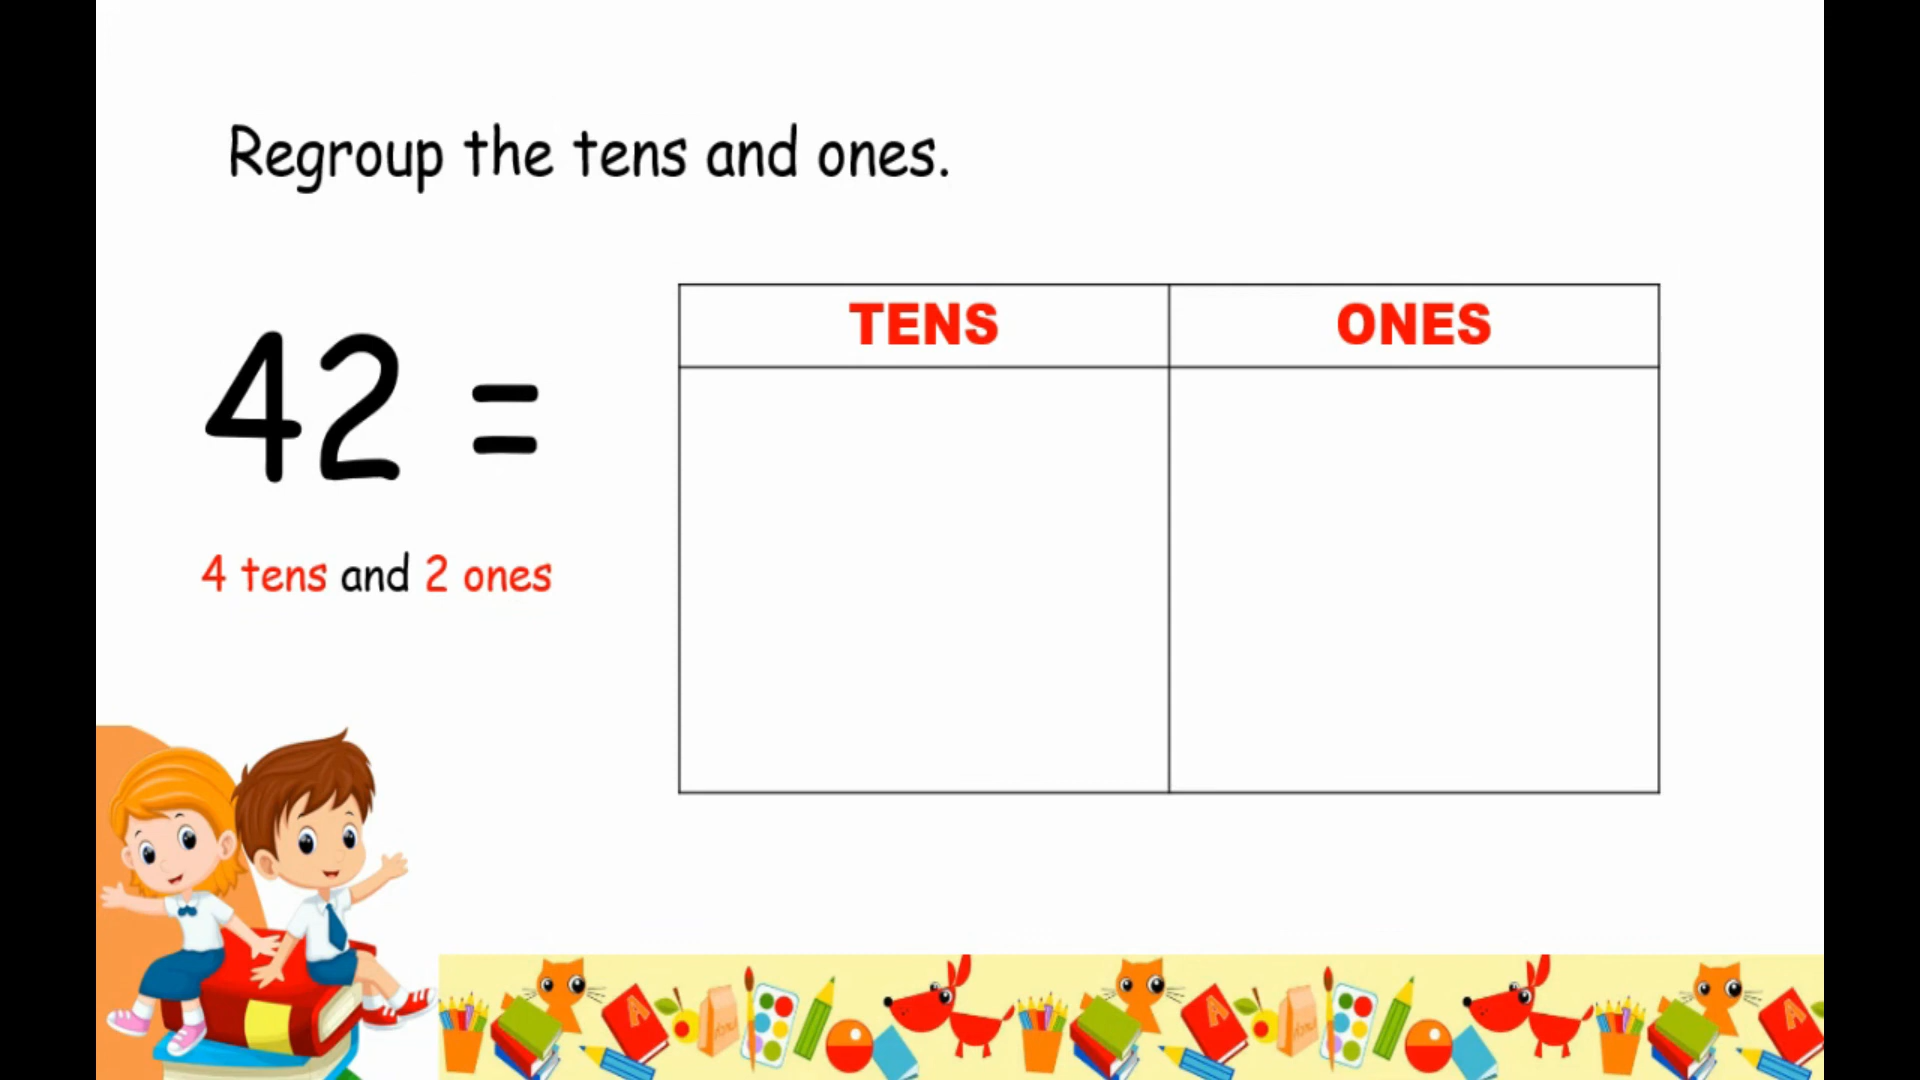 Regroup the tens and ones.
42 =
4 tens and 2 ones
TENS ONES